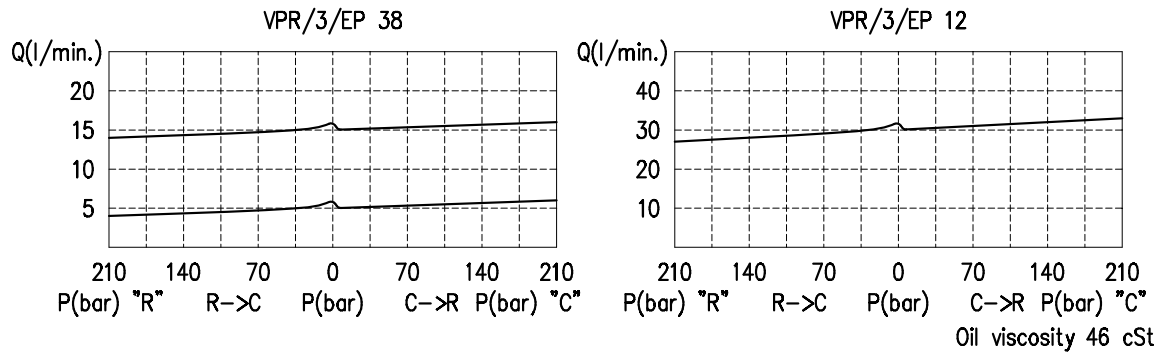 VPR/3/EP 38
Q(l/min.)
20
15
10
5
210 140 70 0 70 140 210
P(bar) "R" R->C P(bar) C->R P(bar) "C"
VPR/3/EP 12
Q(l/min.)
40
30
20
10
210 140 70 0 70 140 210
P(bar) "R" R->C P(bar) C->R P(bar) "C"
Oil viscosity 46 cSt